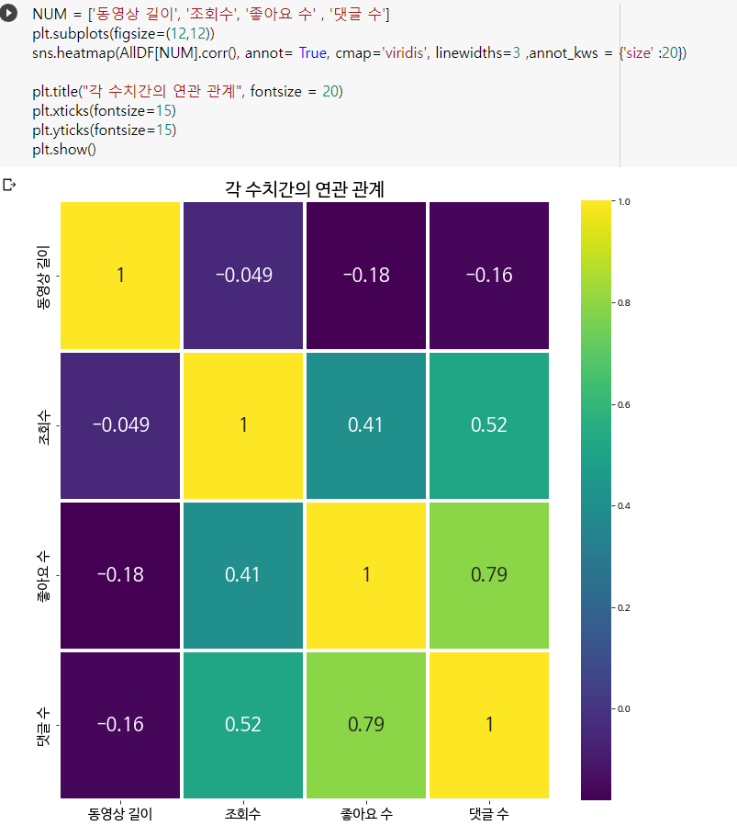 NUM = ['동영상 길이', '조회수', '좋아요 수' , '댓글 수']
plt.subplots(figsize=(12,12))
sns.heatmap(AllDF[NUM].corr(), annot= True, cmap='viridis', linewidths=3 ,annot_kws = {'size' :20})
plt.title("각 수치간의 연관 관계", fontsize = 20)
plt.xticks(fontsize=15)
plt.yticks(fontsize=15)
plt.show()
각 수치간의 연관 관계
동영상 길이
1
−0.049
−0.18
−0.16
조회수
−0.049
1
0.41
0.52
좋아요 수
−0.18
0.41
1
0.79
댓글 수
−0.16
0.52
0.79
1
동영상 길이
조회수
좋아요 수
댓글 수
1.0
0.8
0.6
0.4
0.2
0.0